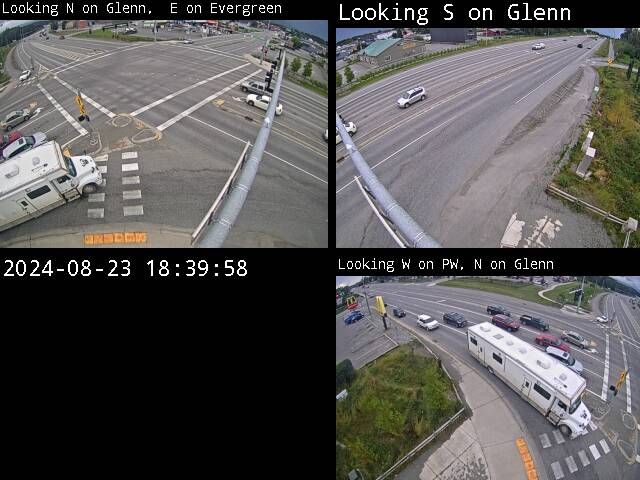 Looking N on Glenn, E on Evergreen
Looking S on Glenn
2024-08-23 18:39:58
Looking W on PW, N on Glenn